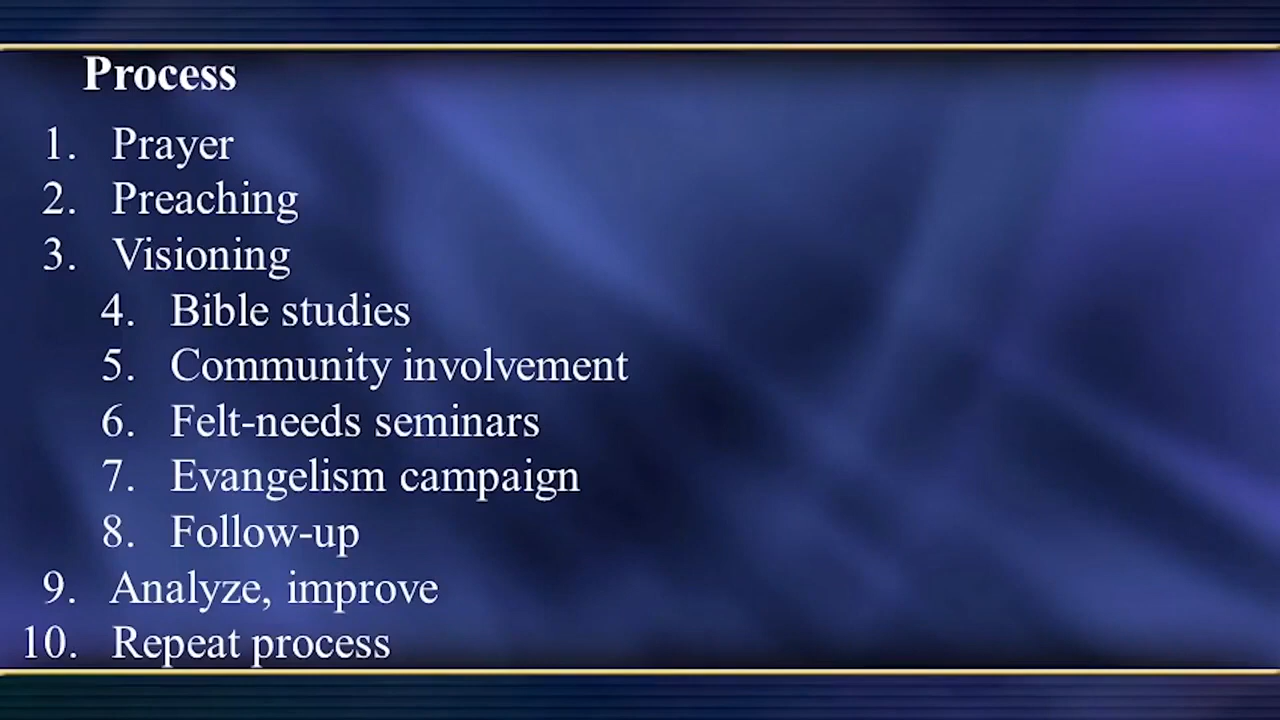 Process
1. Prayer
2. Preaching
3. Visioning
4. Bible studies
5. Community involvement
6. Felt-needs seminars
7. Evangelism campaign
8. Follow-up
9. Analyze, improve
10. Repeat process